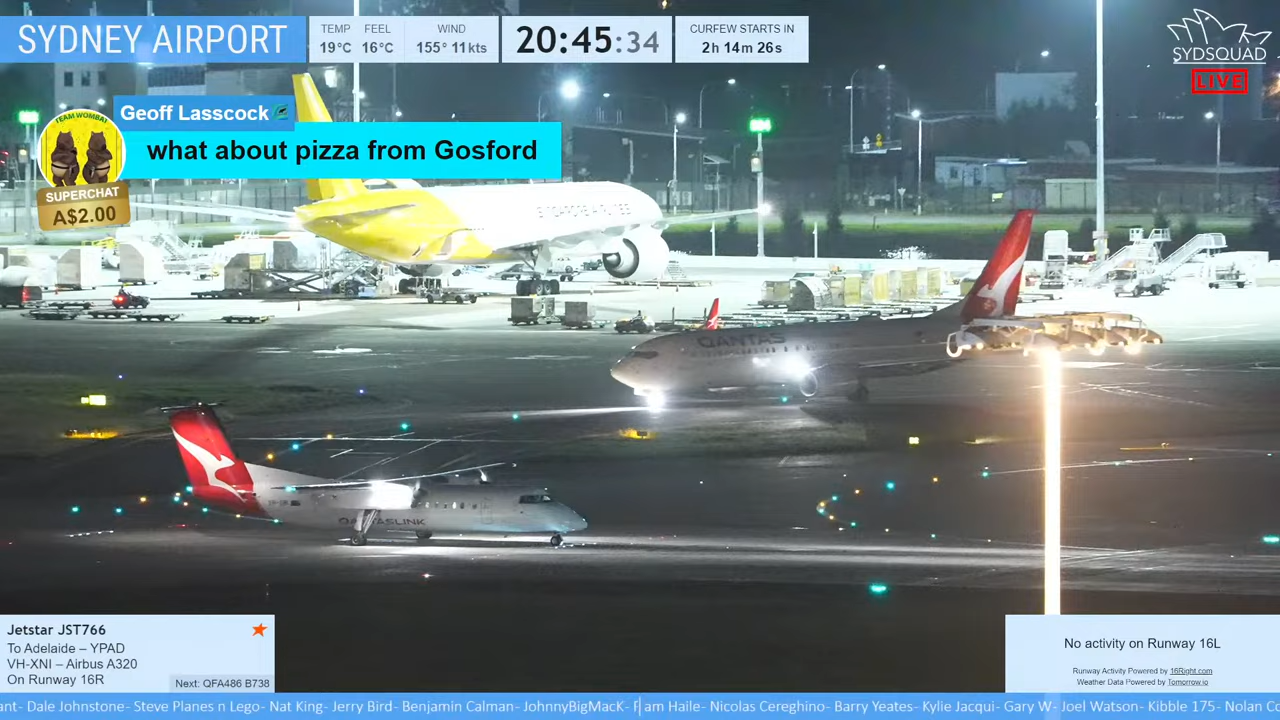 SYDNEY AIRPORT
TEMP FEEL WIND
19°C 16°C 155° 11kts
20:45:34
CURFEW STARTS IN
2h 14m 26s
SYDSQUAD
LIVE
Geoff Lasscock
TEAM WOMBAT
what about pizza from Gosford
SUPERCHAT
A$2.00
SINGAPORE AIRLINES
QANTAS
QANTASLINK
Jetstar JST766
To Adelaide – YPAD
VH-XNI – Airbus A320
On Runway 16R
Next: QFA486 B738
No activity on Runway 16L
Runway Activity Powered by 16Right.com
Weather Data Powered by Tomorrow.io
ant- Dale Johnstone- Steve Planes n Lego- Nat King- Jerry Bird- Benjamin Calman- JohnnyBigMacK- am Haile- Nicolas Cereghino- Barry Yeates- Kylie Jacqui- Gary W- Joel Watson- Kibble 175- Nolan Co